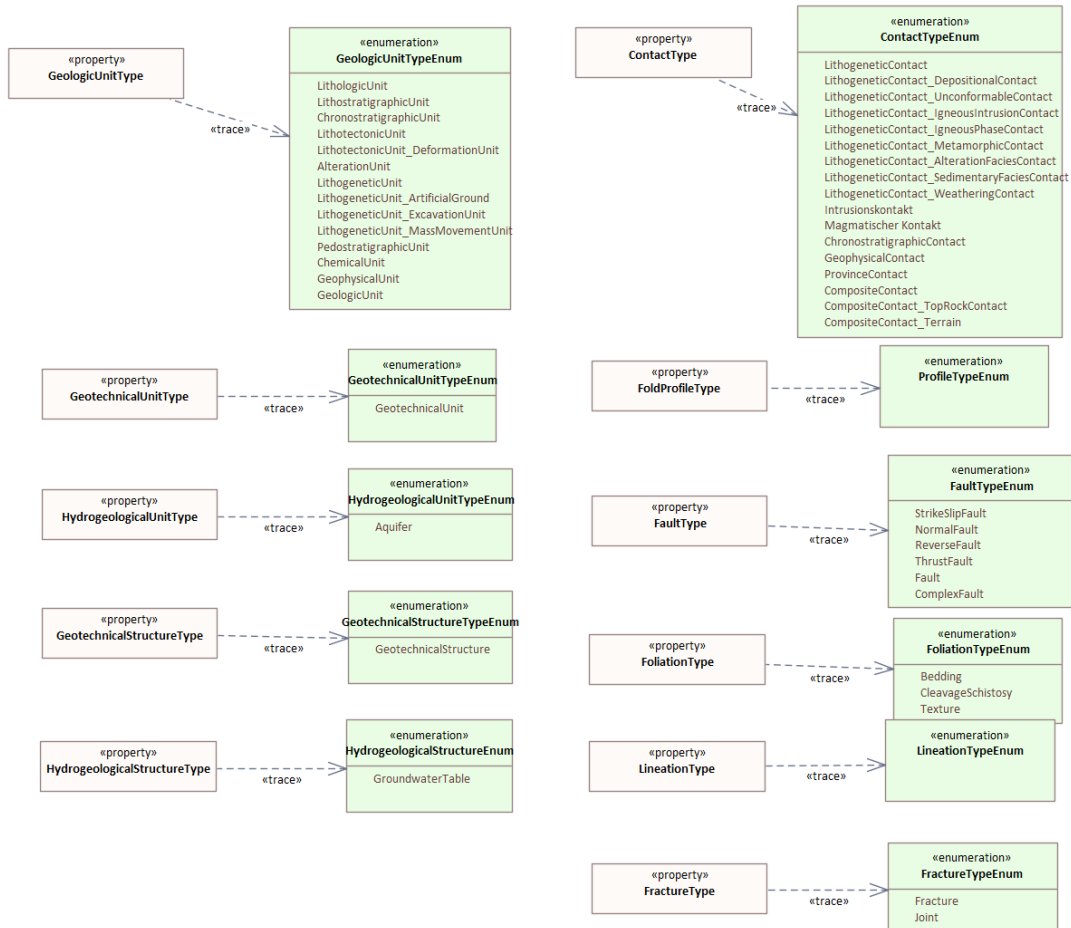 «property»
GeologicUnitType
«trace»
«enumeration»
GeologicUnitTypeEnum
LithologicUnit
LithostratigraphicUnit
ChronostratigraphicUnit
LithotectonicUnit
LithotectonicUnit_DeformationUnit
AlterationUnit
LithogeneticUnit
LithogeneticUnit_ArtificialGround
LithogeneticUnit_ExcavationUnit
LithogeneticUnit_MassMovementUnit
PedostratigraphicUnit
ChemicalUnit
GeophysicalUnit
GeologicUnit
«property»
ContactType
«trace»
«enumeration»
ContactTypeEnum
LithogeneticContact
LithogeneticContact_DepositionalContact
LithogeneticContact_UnconformableContact
LithogeneticContact_IgneousIntrusionContact
LithogeneticContact_IgneousPhaseContact
LithogeneticContact_MetamorphicContact
LithogeneticContact_AlterationFaciesContact
LithogeneticContact_SedimentaryFaciesContact
LithogeneticContact_WeatheringContact
Intrusionskontakt
Magmatischer Kontakt
ChronostratigraphicContact
GeophysicalContact
ProvinceContact
CompositeContact
CompositeContact_TopRockContact
CompositeContact_Terrain
«property»
GeotechnicalUnitType
«trace»
«enumeration»
GeotechnicalUnitTypeEnum
GeotechnicalUnit
«property»
FoldProfileType
«trace»
«enumeration»
ProfileTypeEnum
«property»
HydrogeologicalUnitType
«trace»
«enumeration»
HydrogeologicalUnitTypeEnum
Aquifer
«property»
FaultType
«trace»
«enumeration»
FaultTypeEnum
StrikeSlipFault
NormalFault
ReverseFault
ThrustFault
Fault
ComplexFault
«property»
GeotechnicalStructureType
«trace»
«enumeration»
GeotechnicalStructureTypeEnum
GeotechnicalStructure
«property»
FoliationType
«trace»
«enumeration»
FoliationTypeEnum
Bedding
CleavageSchistosy
Texture
«property»
HydrogeologicalStructureType
«trace»
«enumeration»
HydrogeologicalStructureEnum
GroundwaterTable
«property»
LineationType
«trace»
«enumeration»
LineationTypeEnum
«property»
FractureType
«trace»
«enumeration»
FractureTypeEnum
Fracture
Joint